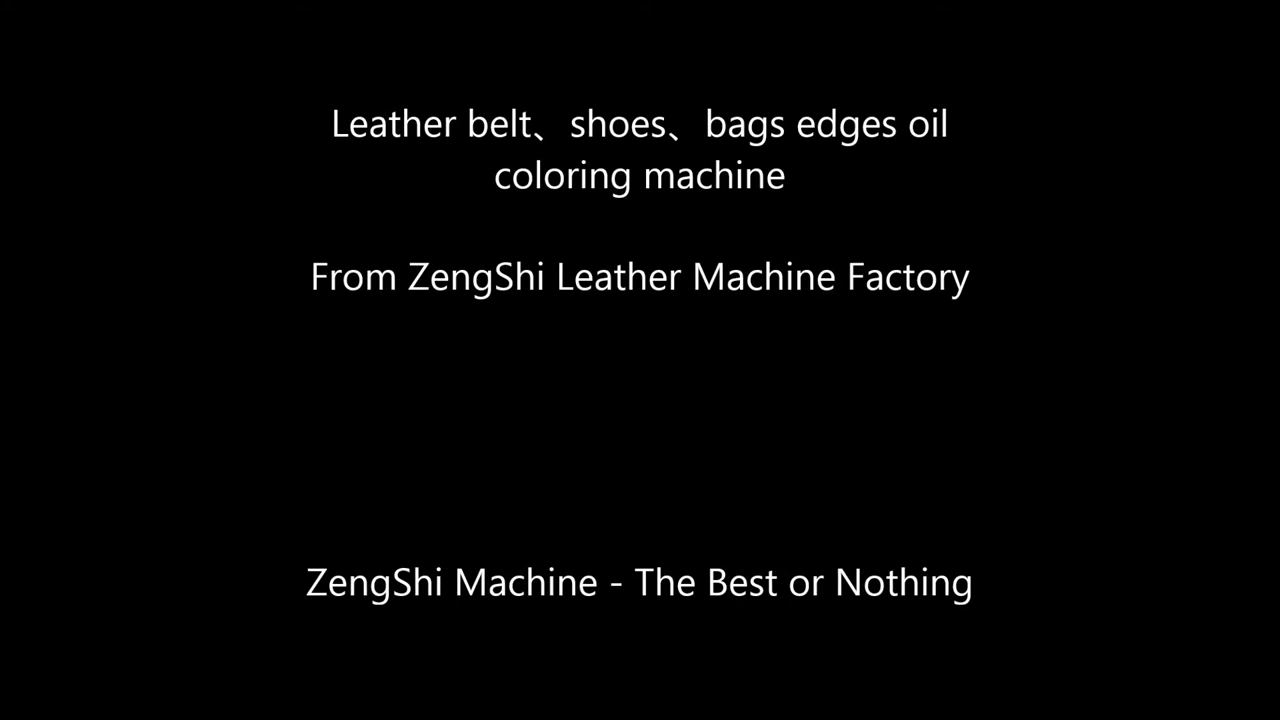 Leather belt、shoes、bags edges oil
coloring machine
From ZengShi Leather Machine Factory
ZengShi Machine - The Best or Nothing